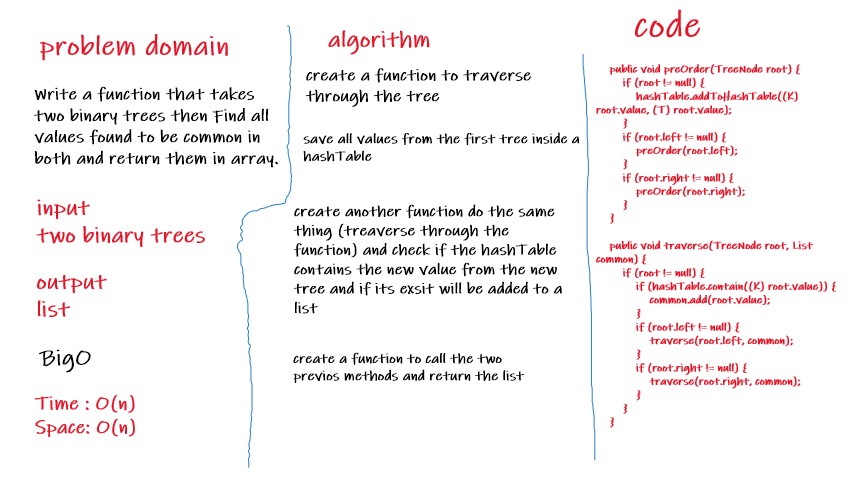 problem domain
Write a function that takes
two binary trees then Find all
values found to be common in
both and return them in array.
input
two binary trees
output
list
BigO
Time : O(n)
Space: O(n)
algorithm
create a function to traverse
through the tree
save all values from the first tree inside a
hashTable
create another function do the same
thing (treaverse through the
function) and check if the hashTable
contains the new value from the new
tree and if its exsit will be added to a
list
create a function to call the two
previos methods and return the list
code
public void preOrder(TreeNode root) {
if (root != null) {
hashTable.addToHashTable((K)
root.value, (T) root.value);
}
if (root.left != null) {
preOrder(root.left);
}
if (root.right != null) {
preOrder(root.right);
}
}
public void traverse(TreeNode root, List
common) {
if (root != null) {
if (hashTable.contain((K) root.value)) {
common.add(root.value);
}
if (root.left != null) {
traverse(root.left, common);
}
if (root.right != null) {
traverse(root.right, common);
}
}
}